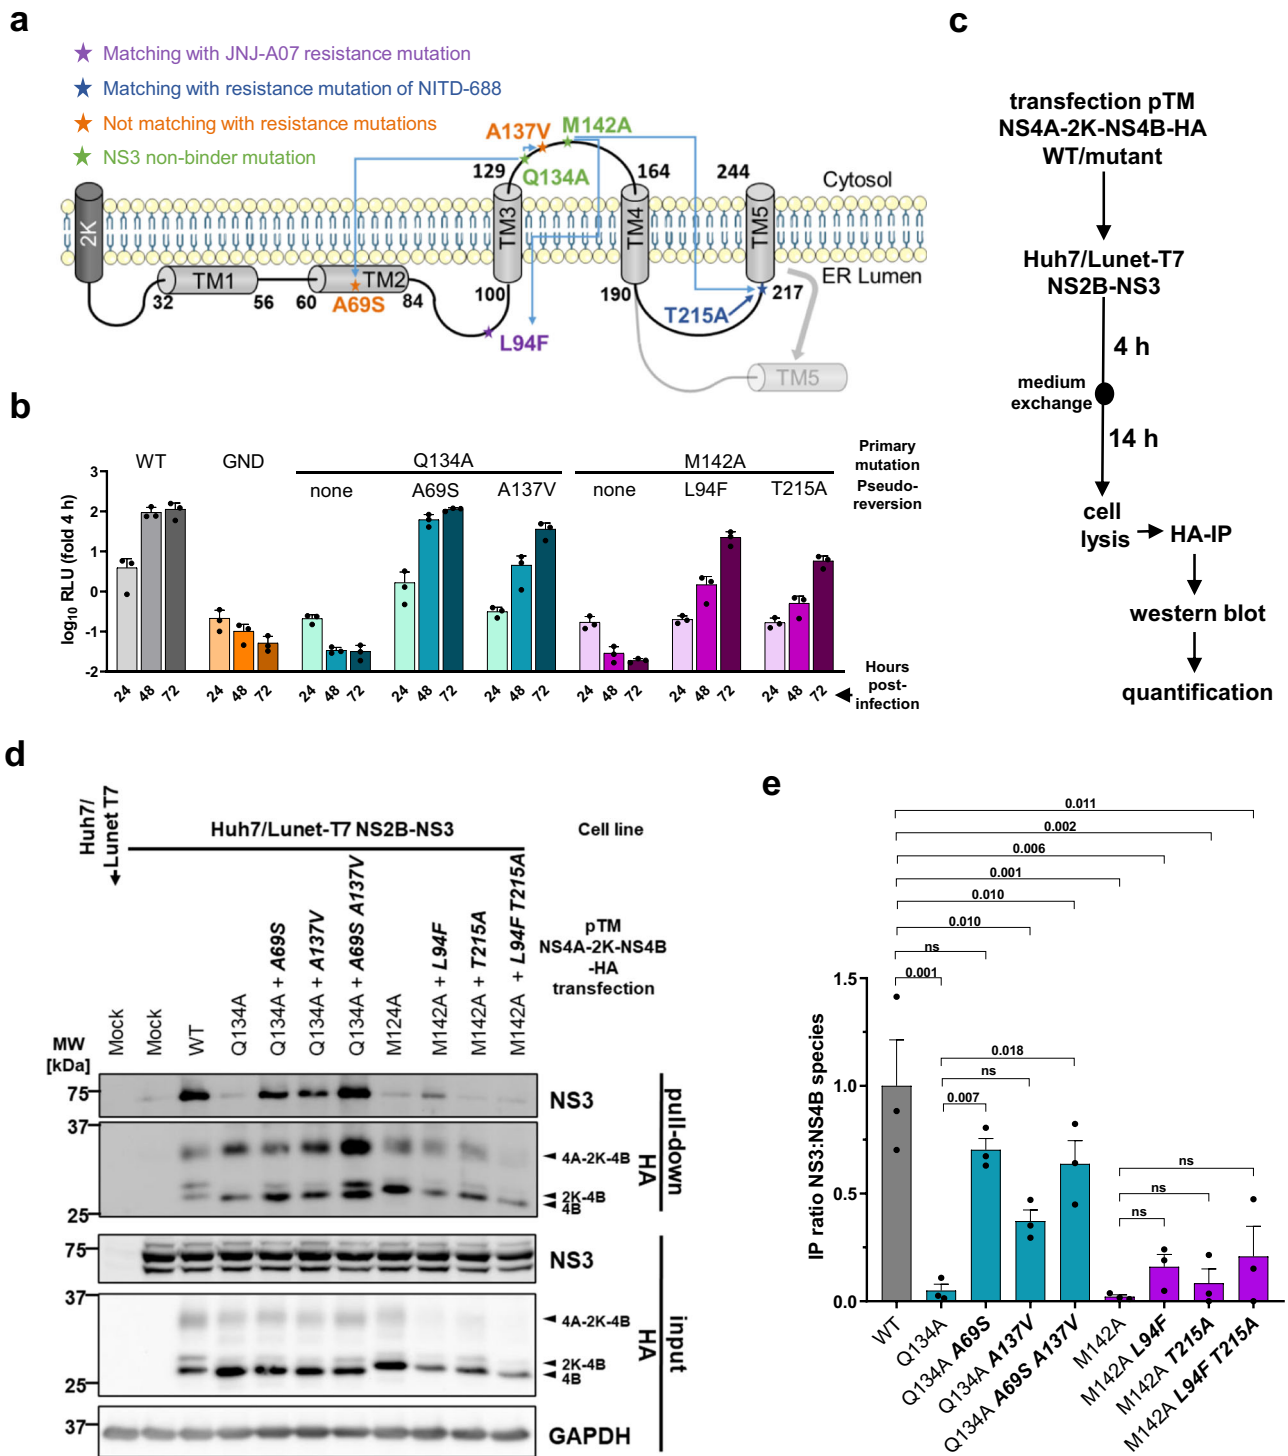 a
Matching with JNJ-A07 resistance mutation
Matching with resistance mutation of NITD-688
Not matching with resistance mutations
NS3 non-binder mutation
A137V
M142A
129
Q134A
164
244
Cytosol
2K
TM3
TM4
TM5
ER Lumen
TM1
TM2
32
56
60
84
100
190
217
A69S
L94F
T215A
TM5
b
WT
GND
Q134A
M142A
Primary
mutation
none
A69S
A137V
none
L94F
T215A
Pseudo-
reversion
log10 RLU (fold 4 h)
3
2
1
0
-1
-2
24 48 72
24 48 72
24 48 72
24 48 72
24 48 72
24 48 72
24 48 72
24 48 72
Hours
post-
infection
c
transfection pTM
NS4A-2K-NS4B-HA
WT/mutant
Huh7/Lunet-T7
NS2B-NS3
4 h
medium
exchange
14 h
cell
lysis
HA-IP
western blot
quantification
d
Huh7/
Lunet T7
Huh7/Lunet-T7 NS2B-NS3
Cell line
Mock
Mock
WT
Q134A
Q134A + A69S
Q134A + A137V
Q134A + A69S A137V
M124A
M142A + L94F
M142A + T215A
M142A + L94F T215A
pTM
NS4A-2K-NS4B
-HA
transfection
MW
[kDa]
75
NS3
37
4A-2K-4B
2K-4B
4B
25
HA
pull-down
75
NS3
37
4A-2K-4B
2K-4B
4B
25
HA
input
37
GAPDH
e
0.011
0.002
0.006
0.001
0.010
0.010
ns
0.001
0.018
ns
0.007
ns
ns
ns
IP ratio NS3:NS4B species
1.5
1.0
0.5
0.0
WT
Q134A
Q134A A69S
Q134A A137V
Q134A A69S A137V
M142A
M142A L94F
M142A T215A
M142A L94F T215A